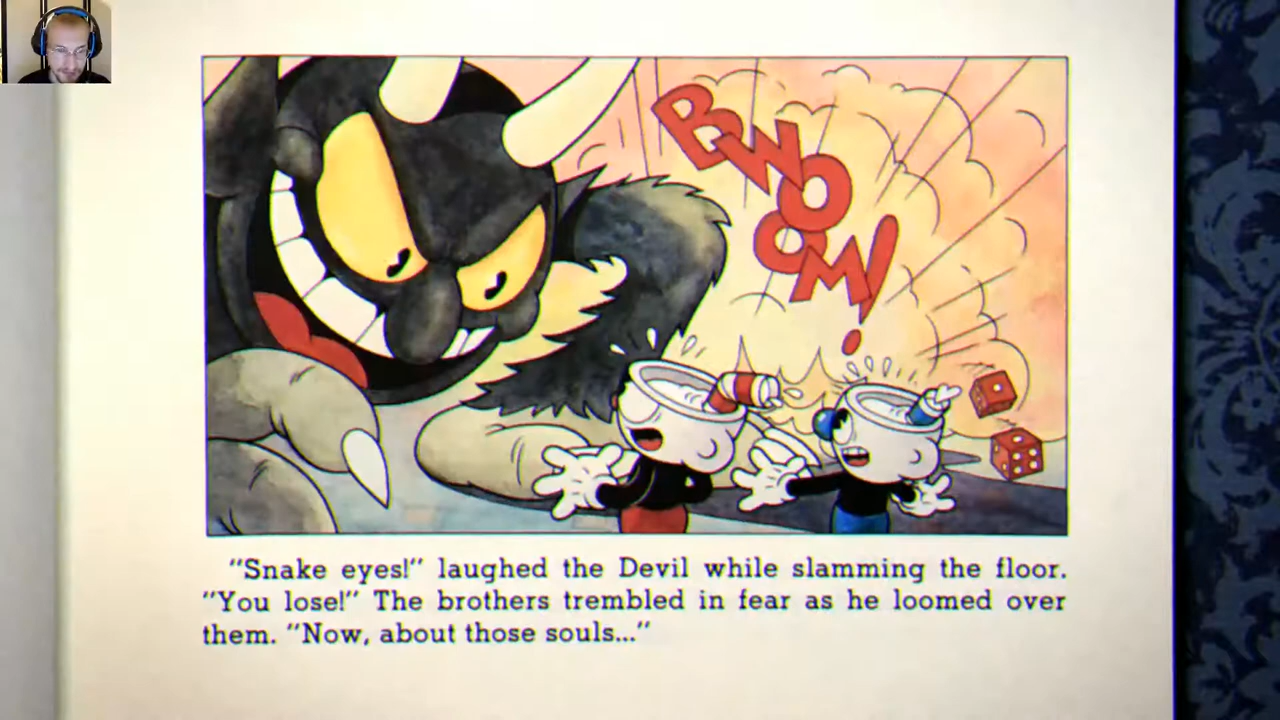 BWOOM!
"Snake eyes!" laughed the Devil while slamming the floor.
"You lose!" The brothers trembled in fear as he loomed over
them. "Now, about those souls..."